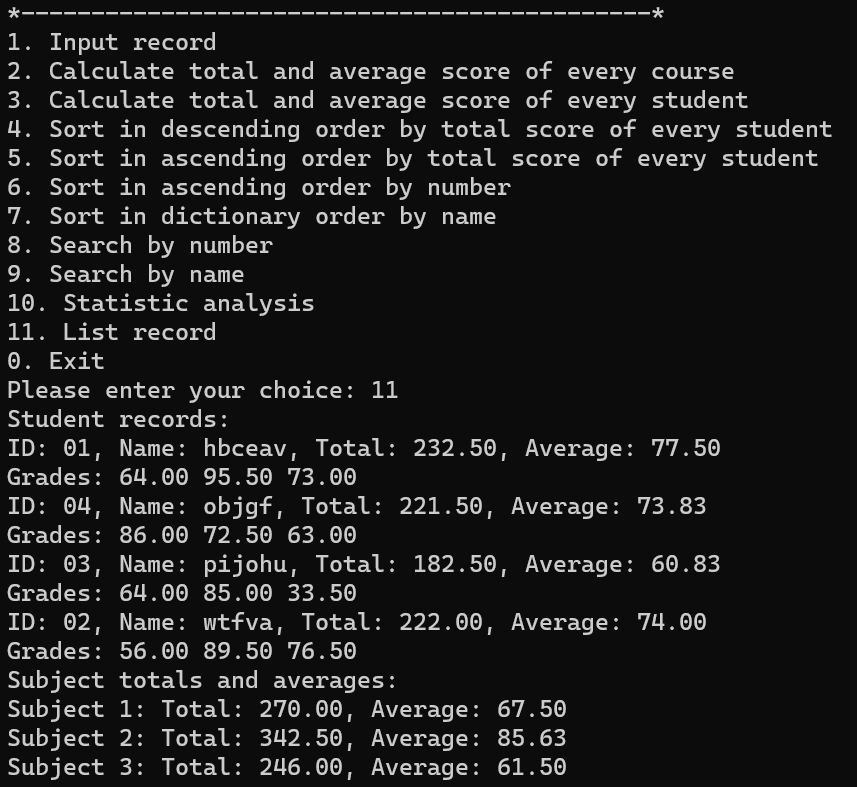 *---------------------------------------------*
1. Input record
2. Calculate total and average score of every course
3. Calculate total and average score of every student
4. Sort in descending order by total score of every student
5. Sort in ascending order by total score of every student
6. Sort in ascending order by number
7. Sort in dictionary order by name
8. Search by number
9. Search by name
10. Statistic analysis
11. List record
0. Exit
Please enter your choice: 11
Student records:
ID: 01, Name: hbceav, Total: 232.50, Average: 77.50
Grades: 64.00 95.50 73.00
ID: 04, Name: objgf, Total: 221.50, Average: 73.83
Grades: 86.00 72.50 63.00
ID: 03, Name: pijohu, Total: 182.50, Average: 60.83
Grades: 64.00 85.00 33.50
ID: 02, Name: wtfva, Total: 222.00, Average: 74.00
Grades: 56.00 89.50 76.50
Subject totals and averages:
Subject 1: Total: 270.00, Average: 67.50
Subject 2: Total: 342.50, Average: 85.63
Subject 3: Total: 246.00, Average: 61.50